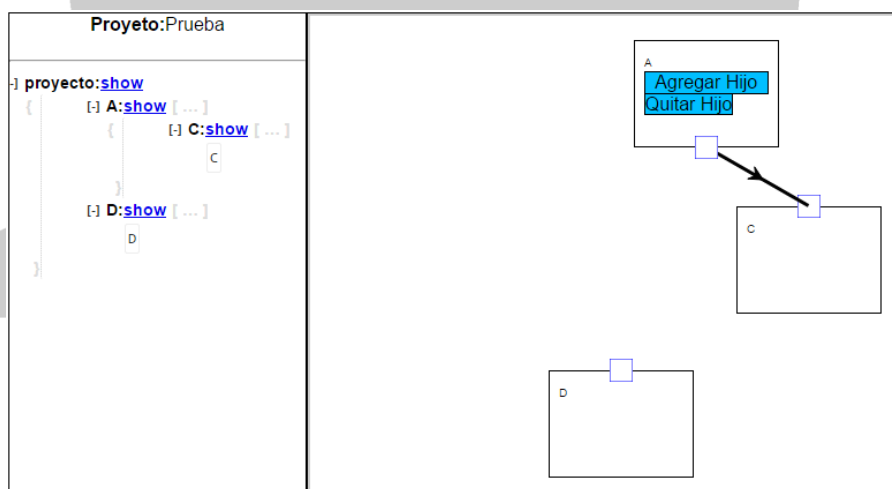 Proyeto:Prueba
-] proyecto:show
{ [-] A:show [ ... ]
{ [-] C:show [ ... ]
C
}
[-] D:show [ ... ]
D
}
A
Agregar Hijo
Quitar Hijo
C
D